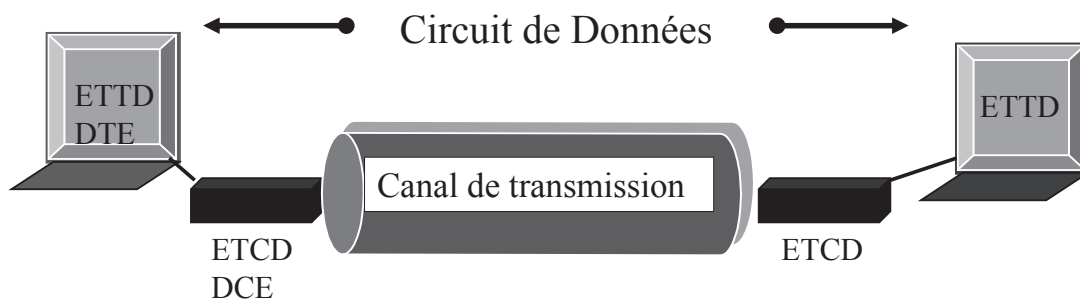 Circuit de Données
ETTD
DTE
ETTD
Canal de transmission
ETCD
DCE
ETCD